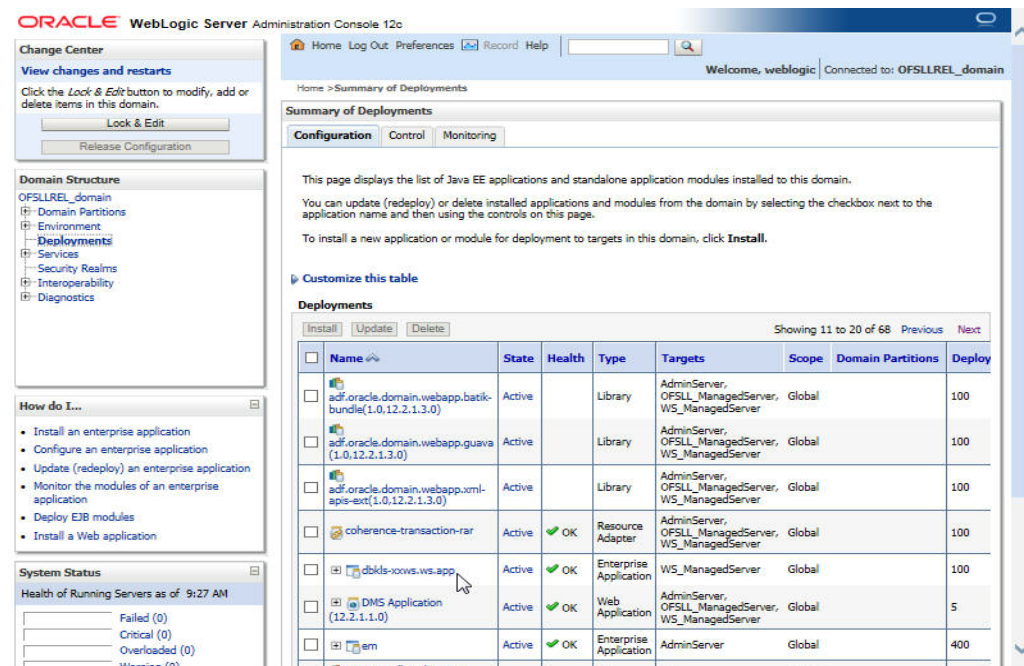 ORACLE WebLogic Server Administration Console 12c
Change Center
View changes and restarts
Click the Lock & Edit button to modify, add or
delete items in this domain.
Lock & Edit
Release Configuration
Domain Structure
OFSLLREL_domain
Domain Partitions
Environment
Deployments
Services
Security Realms
Interoperability
Diagnostics
How do I...
Install an enterprise application
Configure an enterprise application
Update (redeploy) an enterprise application
Monitor the modules of an enterprise
application
Deploy EJB modules
Install a Web application
System Status
Health of Running Servers as of 9:27 AM
Failed (0)
Critical (0)
Overloaded (0)
Warning (0)
Home Log Out Preferences Record Help
Welcome, weblogic Connected to: OFSLLREL_domain
Home >Summary of Deployments
Summary of Deployments
Configuration Control Monitoring
This page displays the list of Java EE applications and standalone application modules installed to this domain.
You can update (redeploy) or delete installed applications and modules from the domain by selecting the checkbox next to the
application name and then using the controls on this page.
To install a new application or module for deployment to targets in this domain, click Install.
Customize this table
Deployments
Install Update Delete Showing 11 to 20 of 68 Previous Next
Name State Health Type Targets Scope Domain Partitions Deploy
adf.oracle.domain.webapp.batik-
bundle(1.0,12.2.1.3.0) Active Library AdminServer,
OFSLL_ManagedServer,
WS_ManagedServer Global 100
adf.oracle.domain.webapp.guava
(1.0,12.2.1.3.0) Active Library AdminServer,
OFSLL_ManagedServer,
WS_ManagedServer Global 100
adf.oracle.domain.webapp.xml-
apis-ext(1.0,12.2.1.3.0) Active Library AdminServer,
OFSLL_ManagedServer,
WS_ManagedServer Global 100
coherence-transaction-rar Active OK Resource
Adapter AdminServer,
OFSLL_ManagedServer,
WS_ManagedServer Global 100
dbkls-xxws.ws.app Active OK Enterprise
Application WS_ManagedServer Global 100
DMS Application
(12.2.1.1.0) Active OK Web
Application AdminServer,
OFSLL_ManagedServer,
WS_ManagedServer Global 5
em Active OK Enterprise
Application AdminServer Global 400